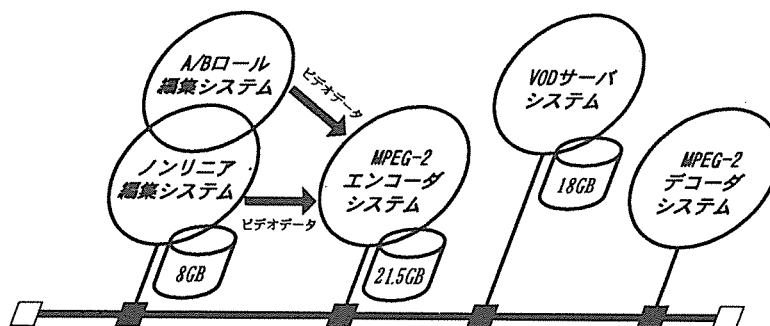 A/Bロール
編集システム
ビデオデータ
ノンリニア
編集システム
ビデオデータ
8GB
MPEG-2
エンコーダ
システム
21.5GB
VODサーバ
システム
18GB
MPEG-2
デコーダ
システム